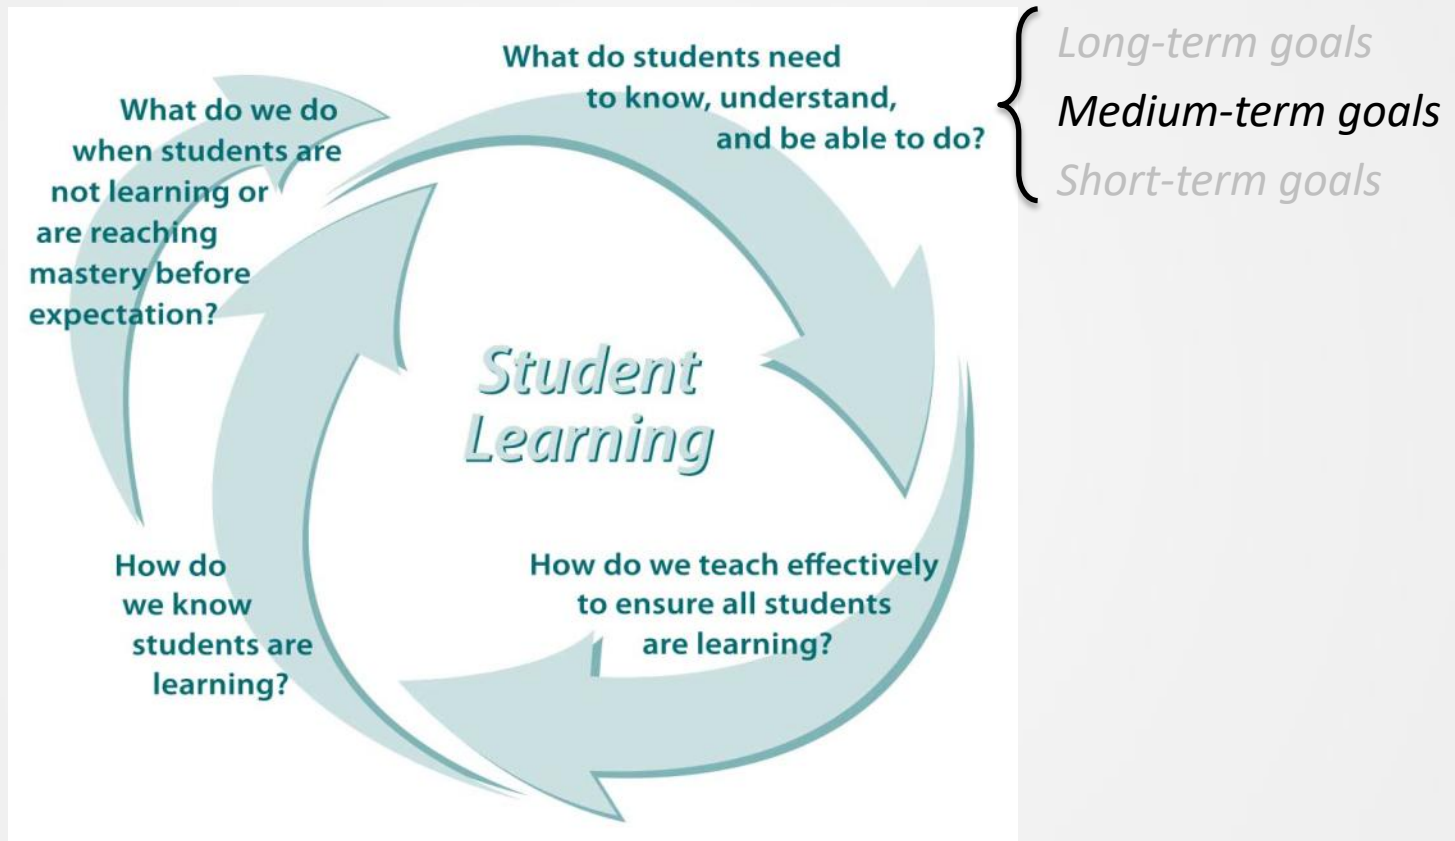 What do students need
to know, understand,
and be able to do?
Long-term goals
Medium-term goals
Short-term goals
What do we do
when students are
not learning or
are reaching
mastery before
expectation?
Student
Learning
How do
we know
students are
learning?
How do we teach effectively
to ensure all students
are learning?